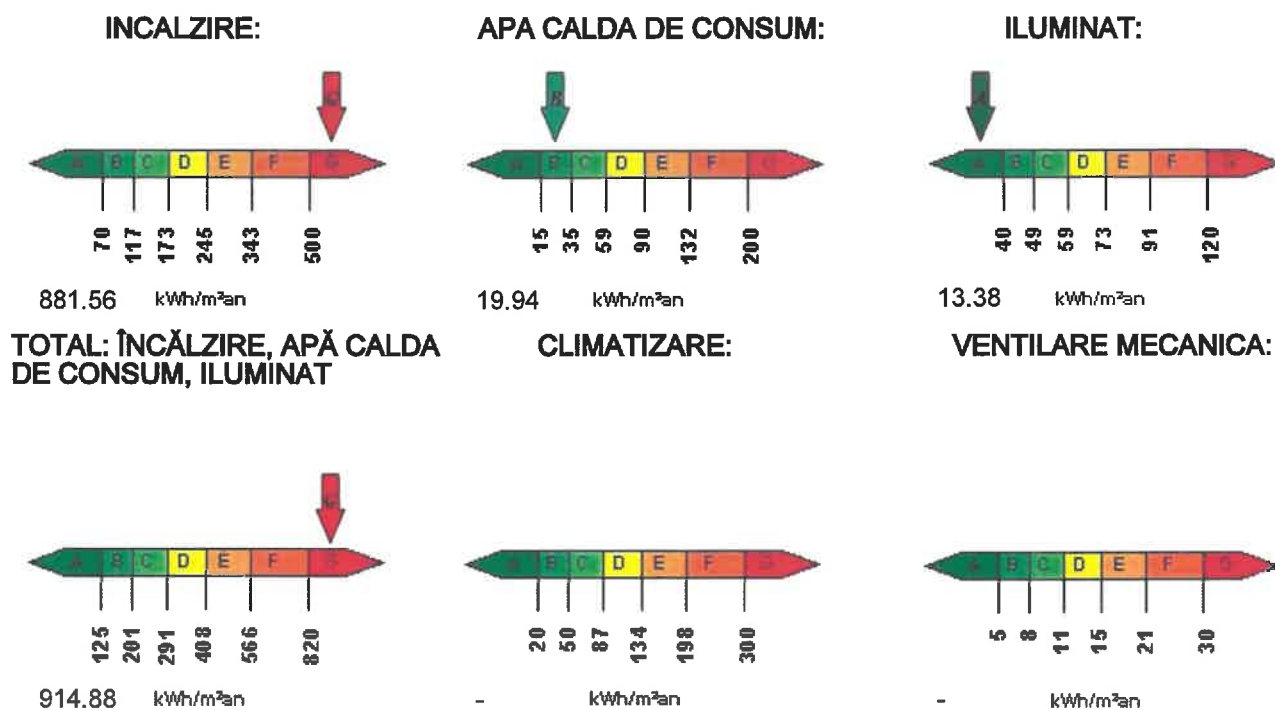 INCALZIRE:
G
A B C D E F G
70 117 173 245 343 500
881.56 kWh/m²an
APA CALDA DE CONSUM:
B
A B C D E F G
15 35 59 90 132 200
19.94 kWh/m²an
ILUMINAT:
A
A B C D E F G
40 49 59 73 91 120
13.38 kWh/m²an
TOTAL: ÎNCĂLZIRE, APĂ CALDA
DE CONSUM, ILUMINAT
G
A B C D E F G
125 201 291 408 566 820
914.88 kWh/m²an
CLIMATIZARE:
A B C D E F G
20 50 87 134 198 300
- kWh/m²an
VENTILARE MECANICA:
A B C D E F G
5 8 11 15 21 30
- kWh/m²an